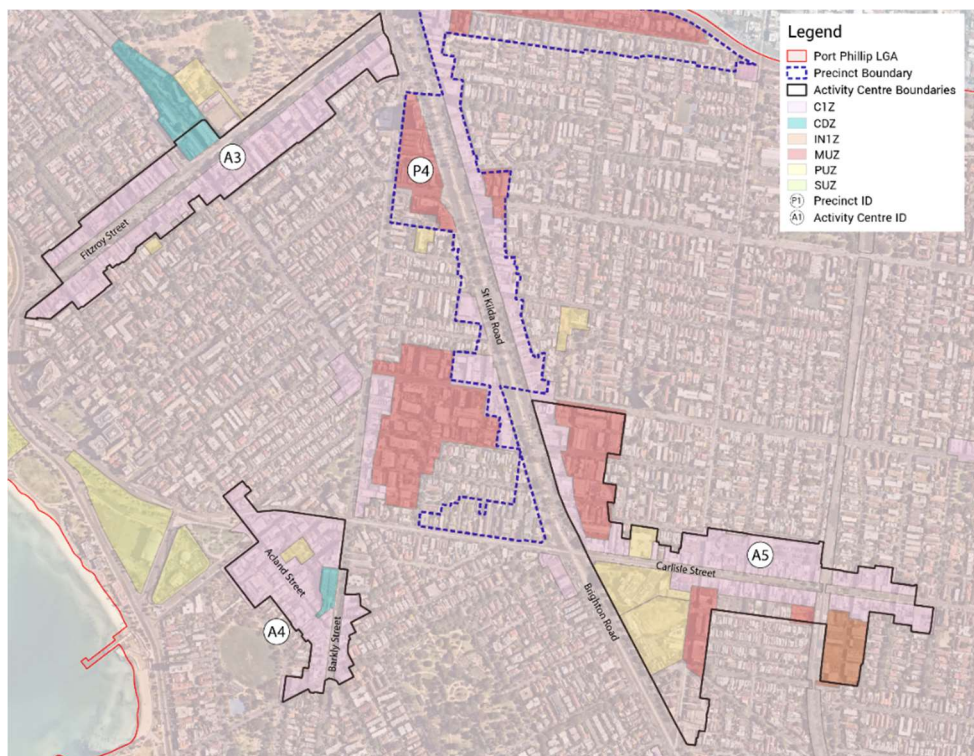 Legend
Port Phillip LGA
Precinct Boundary
Activity Centre Boundaries
C1Z
CDZ
IN1Z
MUZ
PUZ
SUZ
P1 Precinct ID
A1 Activity Centre ID
A3
P4
Fitzroy Street
St Kilda Road
A5
Carlisle Street
Acland Street
Brighton Road
A4
Barkly Street